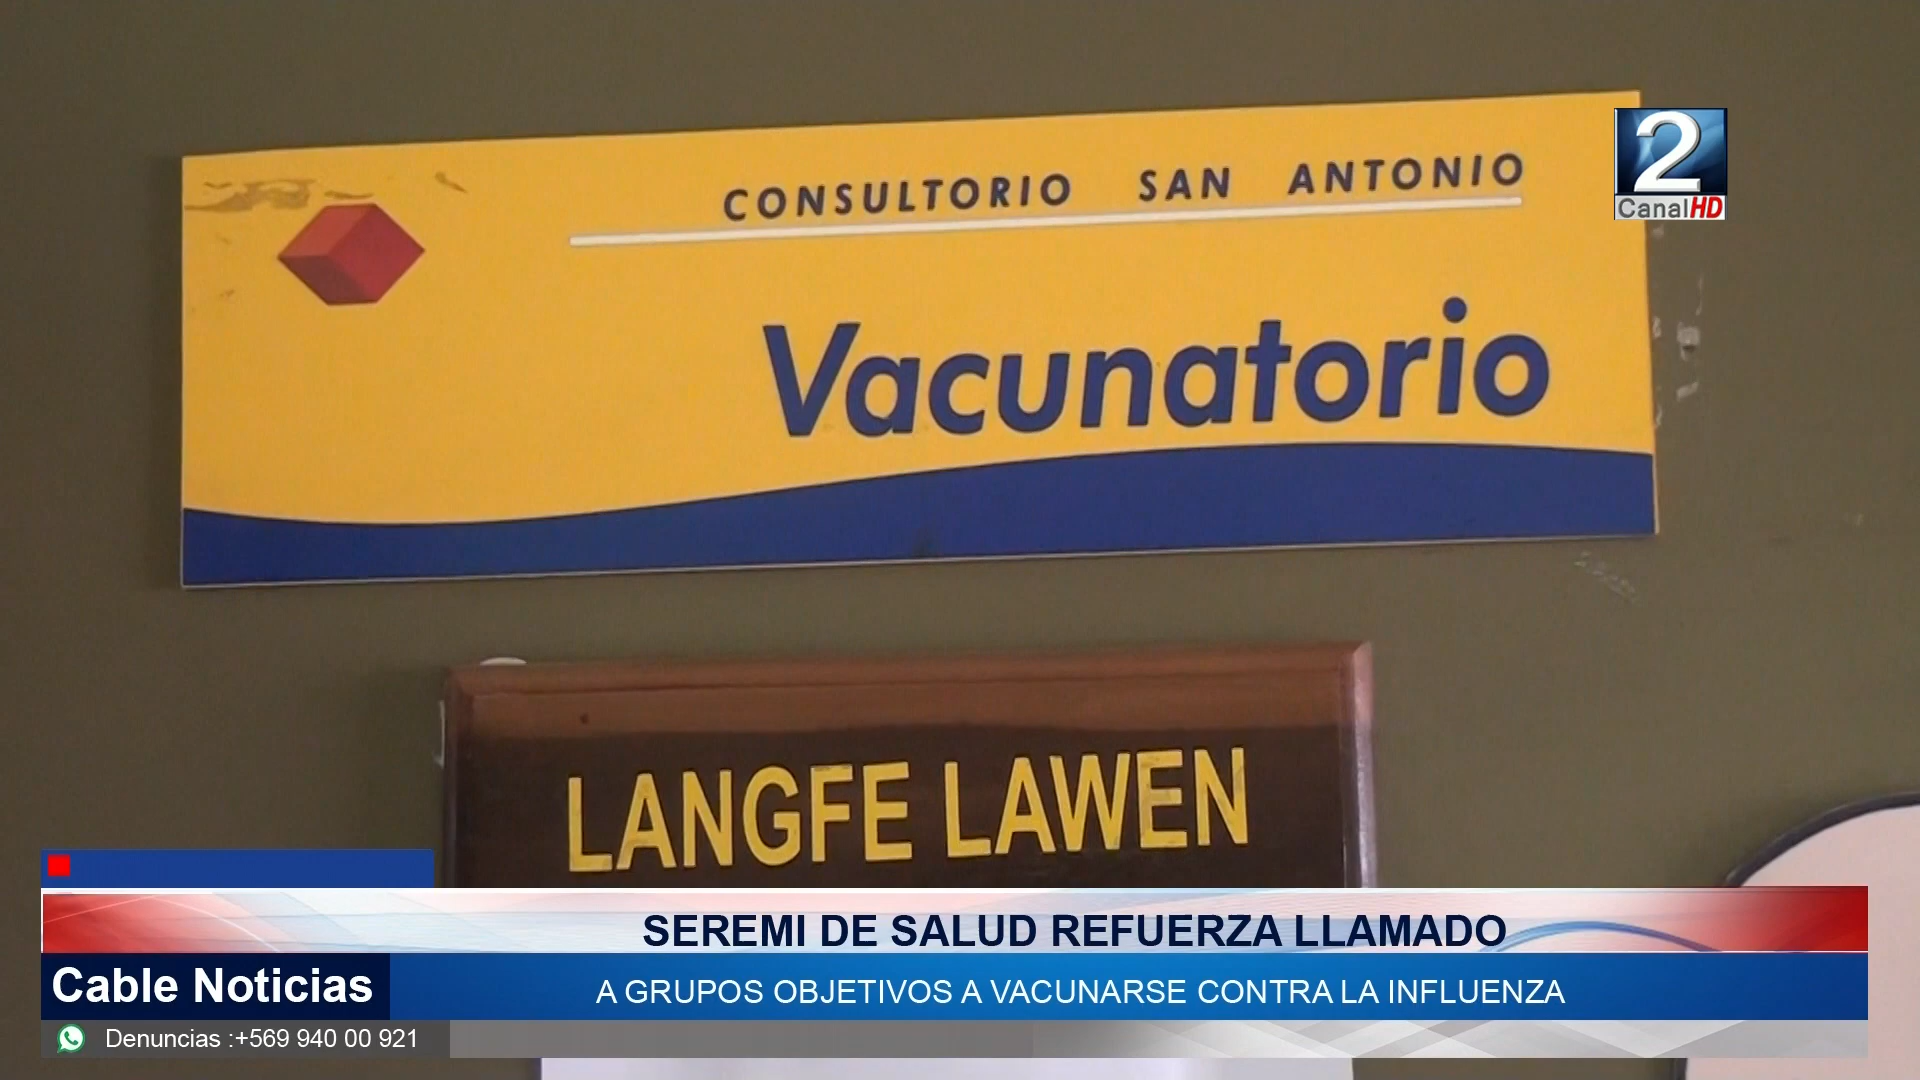 CONSULTORIO SAN ANTONIO
Vacunatorio
2
CanalHD
LANGFE LAWEN
SEREMI DE SALUD REFUERZA LLAMADO
Cable Noticias
A GRUPOS OBJETIVOS A VACUNARSE CONTRA LA INFLUENZA
Denuncias :+569 940 00 921